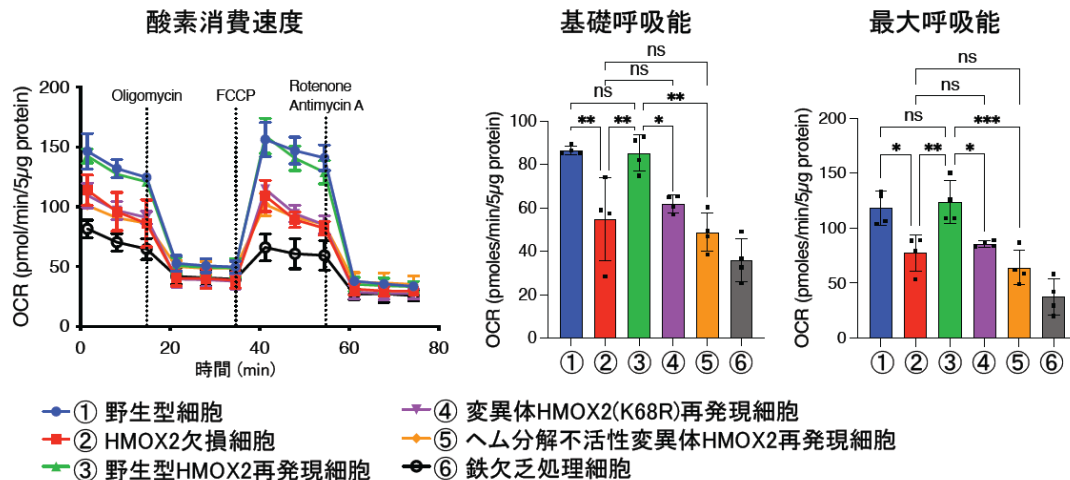 酸素消費速度
Oligomycin
FCCP
Rotenone
Antimycin A
OCR (pmol/min/5µg protein)
200
150
100
50
0
0
20
40
60
80
時間 (min)
基礎呼吸能
ns
ns
ns
**
**
**
*
OCR (pmoles/min/5µg protein)
100
80
60
40
20
0
① ② ③ ④ ⑤ ⑥
最大呼吸能
ns
ns
ns
***
*
**
*
OCR (pmoles/min/5µg protein)
200
150
100
50
0
① ② ③ ④ ⑤ ⑥
① 野生型細胞
② HMOX2欠損細胞
③ 野生型HMOX2再発現細胞
④ 変異体HMOX2(K68R)再発現細胞
⑤ ヘム分解不活性変異体HMOX2再発現細胞
⑥ 鉄欠乏処理細胞